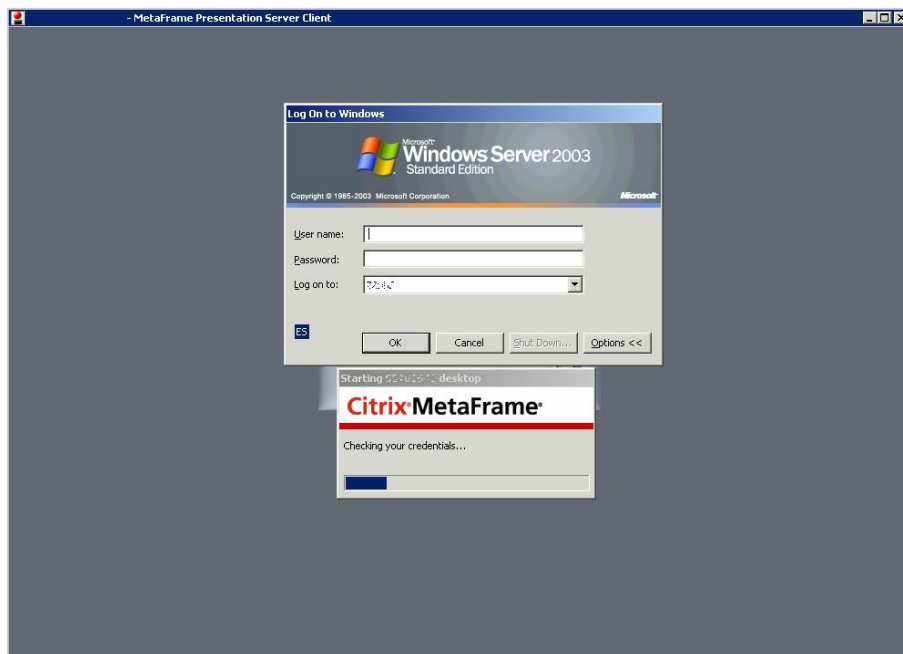 - MetaFrame Presentation Server Client
Log On to Windows
Microsoft®
Windows Server 2003
Standard Edition
Copyright © 1985-2003 Microsoft Corporation
Microsoft
User name:
Password:
Log on to:
ES
OK Cancel Shut Down... Options <<
Starting desktop
Citrix® MetaFrame®
Checking your credentials...